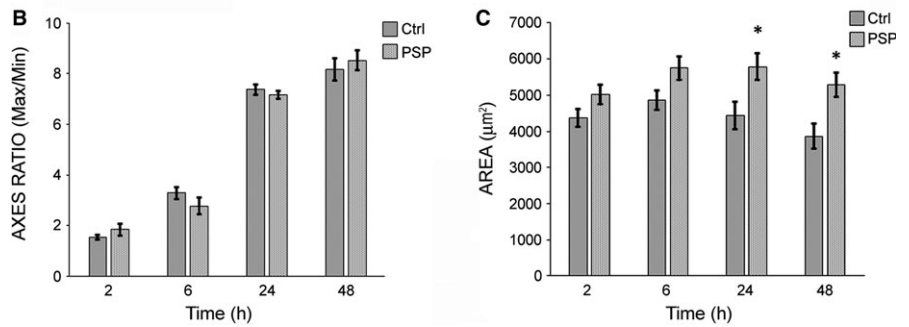 B
AXES RATIO (Max/Min)
10
8
6
4
2
0
2 6 24 48
Time (h)
Ctrl
PSP
C
AREA (µm²)
7000
6000
5000
4000
3000
2000
1000
0
* *
2 6 24 48
Time (h)
Ctrl
PSP